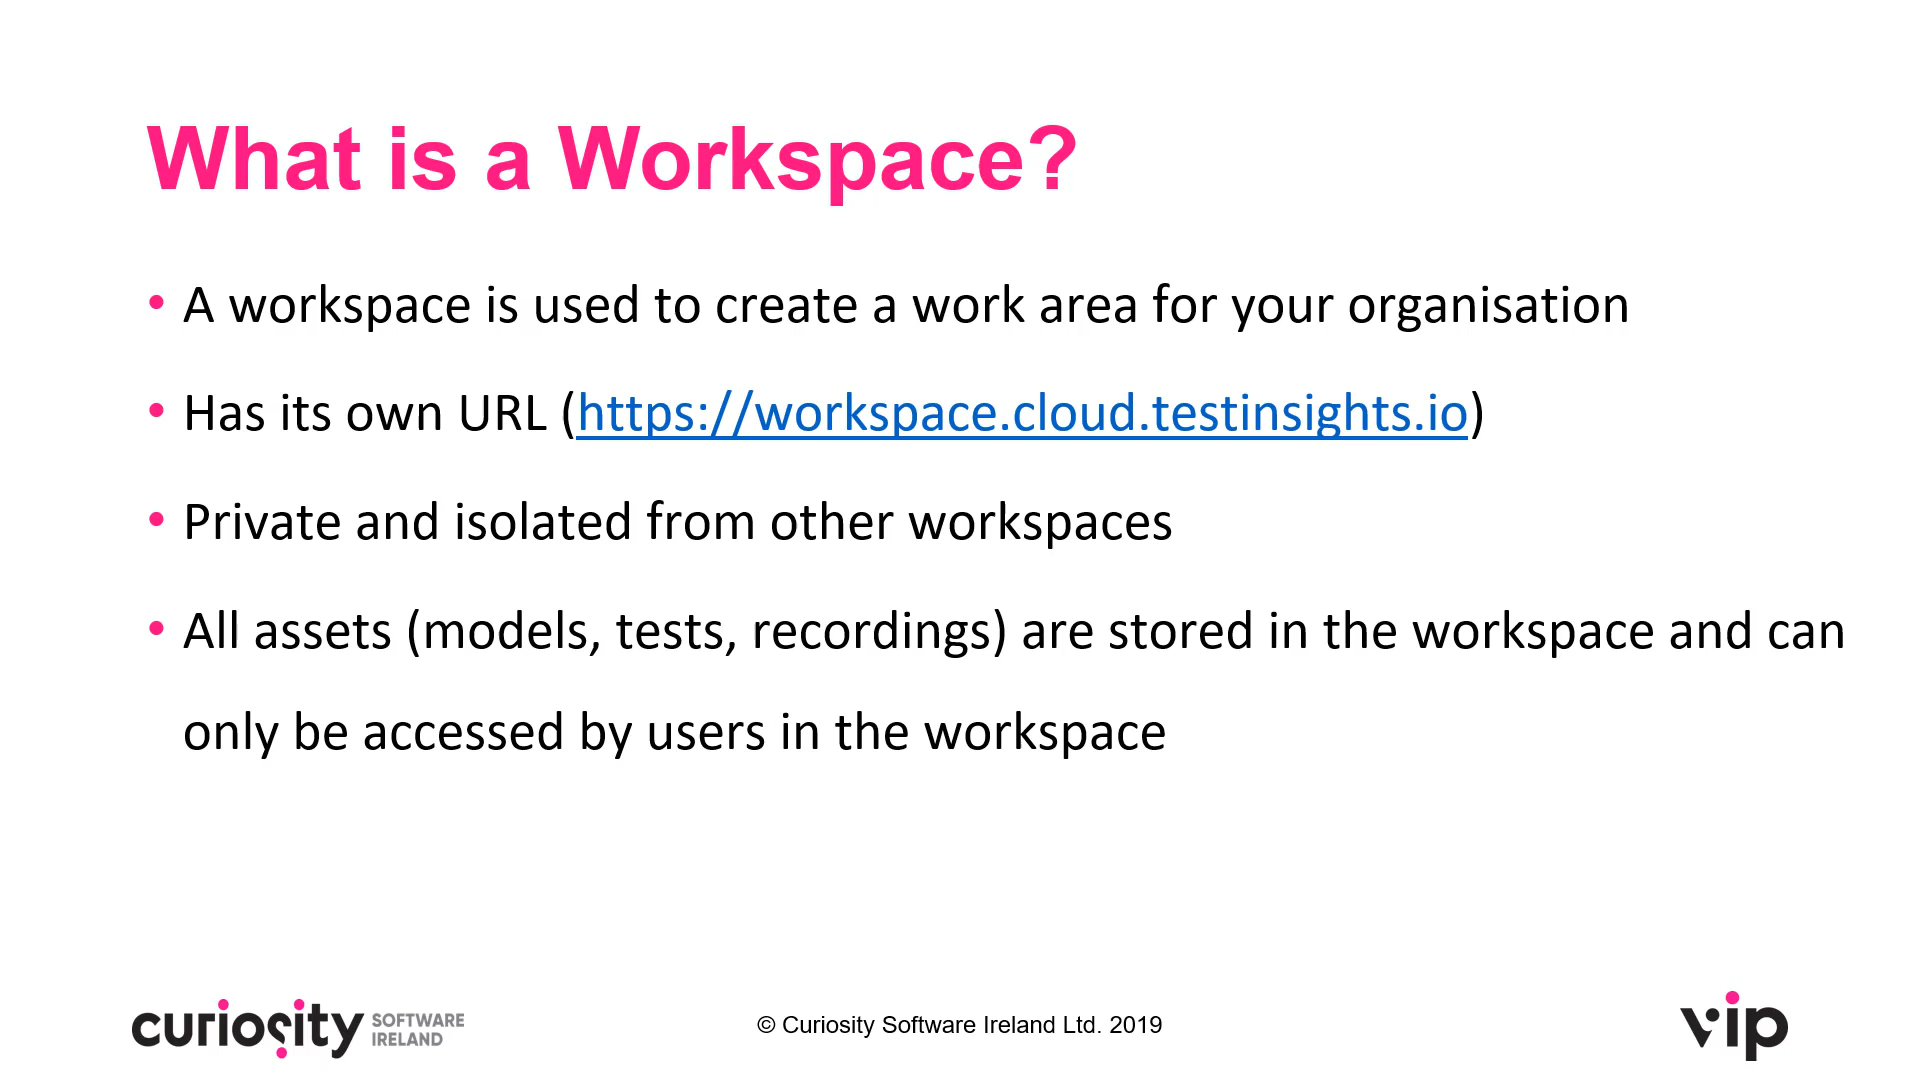 What is a Workspace?
• A workspace is used to create a work area for your organisation
• Has its own URL (https://workspace.cloud.testinsights.io)
• Private and isolated from other workspaces
• All assets (models, tests, recordings) are stored in the workspace and can
only be accessed by users in the workspace
curiosity SOFTWARE
IRELAND
© Curiosity Software Ireland Ltd. 2019
vip